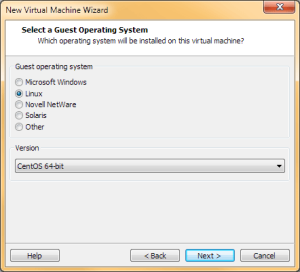 New Virtual Machine Wizard
Select a Guest Operating System
Which operating system will be installed on this virtual machine?
Guest operating system
Microsoft Windows
Linux
Novell NetWare
Solaris
Other
Version
CentOS 64-bit
Help
< Back
Next >
Cancel